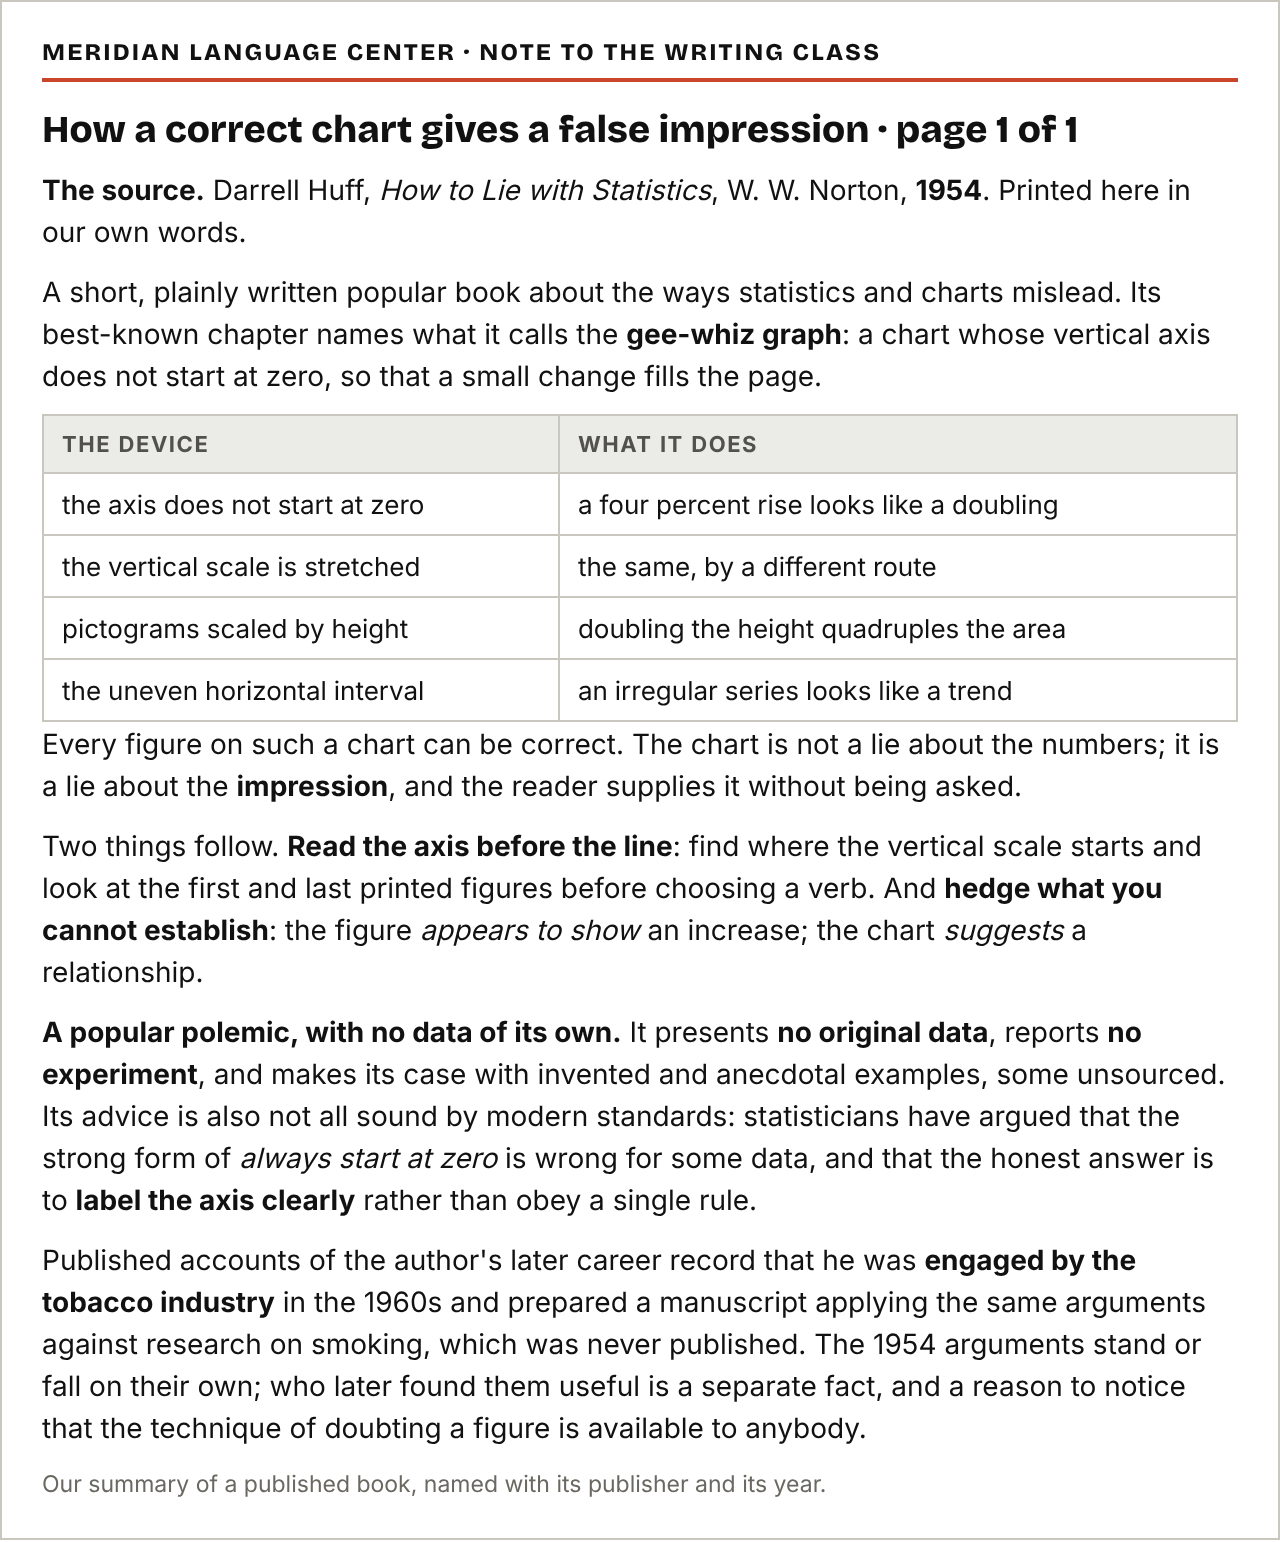 MERIDIAN LANGUAGE CENTER · NOTE TO THE WRITING CLASS
How a correct chart gives a false impression · page 1 of 1
The source. Darrell Huff, How to Lie with Statistics, W. W. Norton, 1954. Printed here in
our own words.
A short, plainly written popular book about the ways statistics and charts mislead. Its
best-known chapter names what it calls the gee-whiz graph: a chart whose vertical axis
does not start at zero, so that a small change fills the page.
THE DEVICE WHAT IT DOES
the axis does not start at zero a four percent rise looks like a doubling
the vertical scale is stretched the same, by a different route
pictograms scaled by height doubling the height quadruples the area
the uneven horizontal interval an irregular series looks like a trend
Every figure on such a chart can be correct. The chart is not a lie about the numbers; it is
a lie about the impression, and the reader supplies it without being asked.
Two things follow. Read the axis before the line: find where the vertical scale starts and
look at the first and last printed figures before choosing a verb. And hedge what you
cannot establish: the figure appears to show an increase; the chart suggests a
relationship.
A popular polemic, with no data of its own. It presents no original data, reports no
experiment, and makes its case with invented and anecdotal examples, some unsourced.
Its advice is also not all sound by modern standards: statisticians have argued that the
strong form of always start at zero is wrong for some data, and that the honest answer is
to label the axis clearly rather than obey a single rule.
Published accounts of the author's later career record that he was engaged by the
tobacco industry in the 1960s and prepared a manuscript applying the same arguments
against research on smoking, which was never published. The 1954 arguments stand or
fall on their own; who later found them useful is a separate fact, and a reason to notice
that the technique of doubting a figure is available to anybody.
Our summary of a published book, named with its publisher and its year.